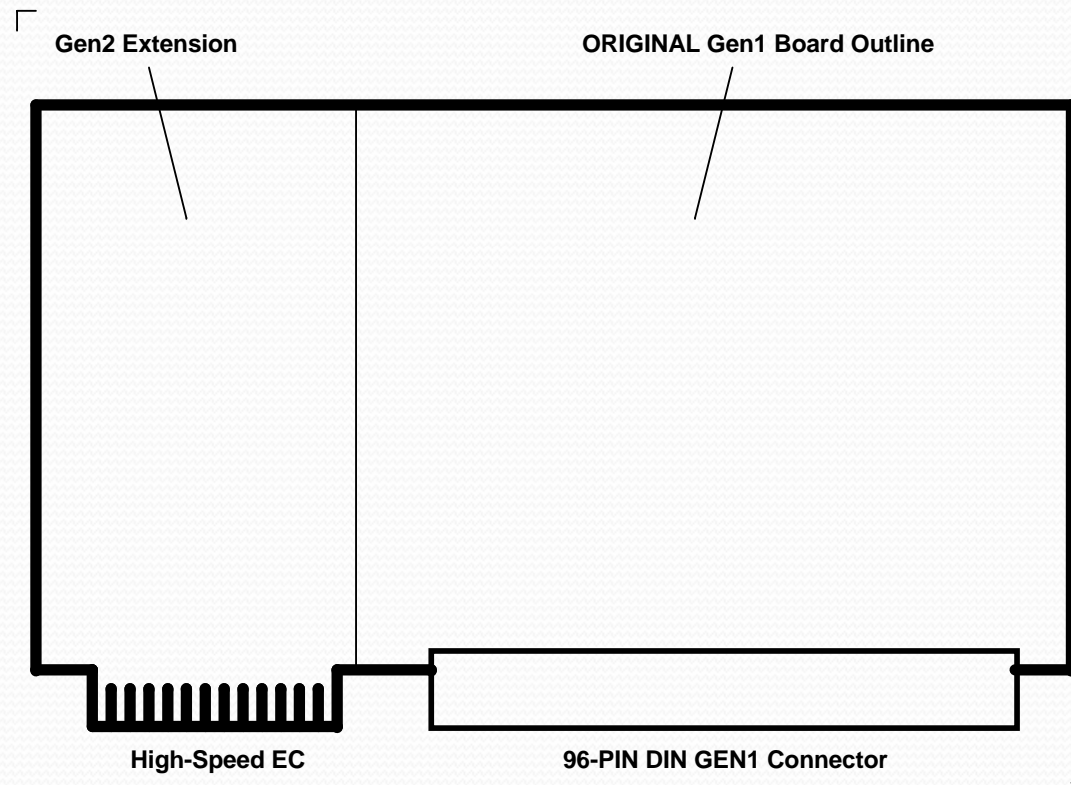 Gen2 Extension
ORIGINAL Gen1 Board Outline
High-Speed EC
96-PIN DIN GEN1 Connector